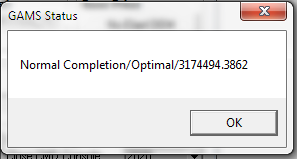 GAMS Status
Normal Completion/Optimal/3174494.3862
OK